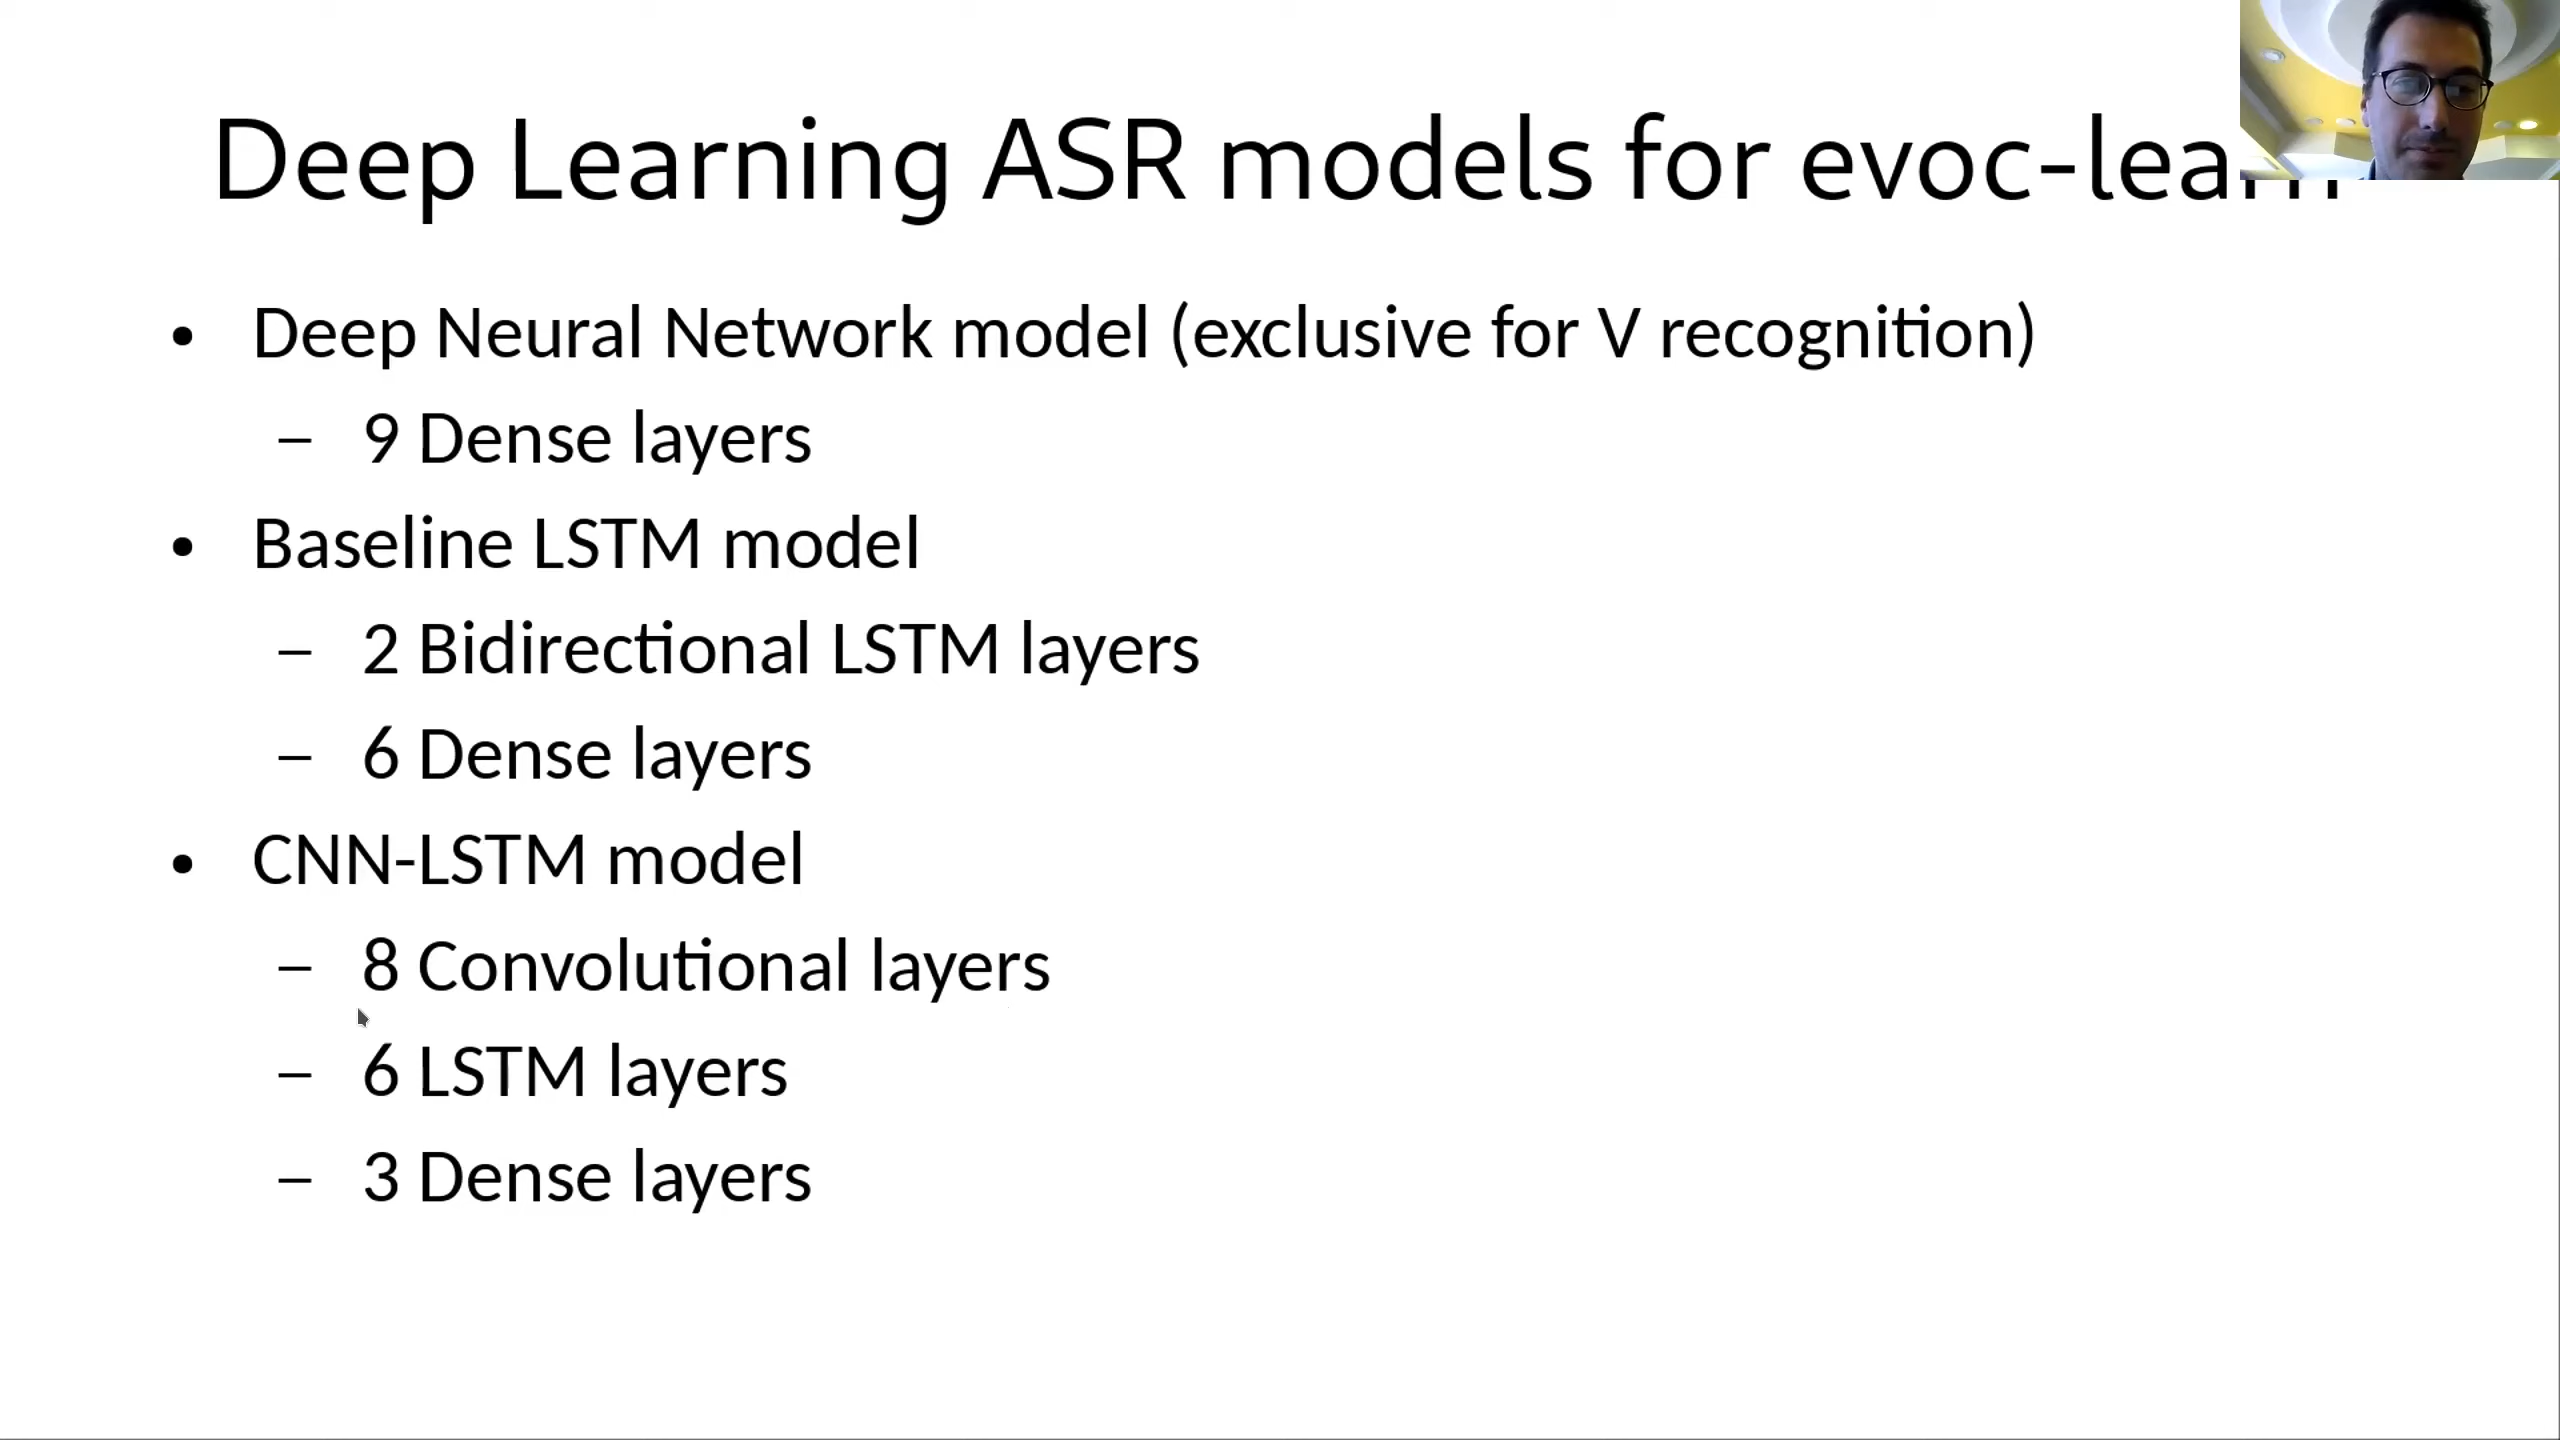 Deep Learning ASR models for evoc-learn
• Deep Neural Network model (exclusive for V recognition)
– 9 Dense layers
• Baseline LSTM model
– 2 Bidirectional LSTM layers
– 6 Dense layers
• CNN-LSTM model
– 8 Convolutional layers
– 6 LSTM layers
– 3 Dense layers